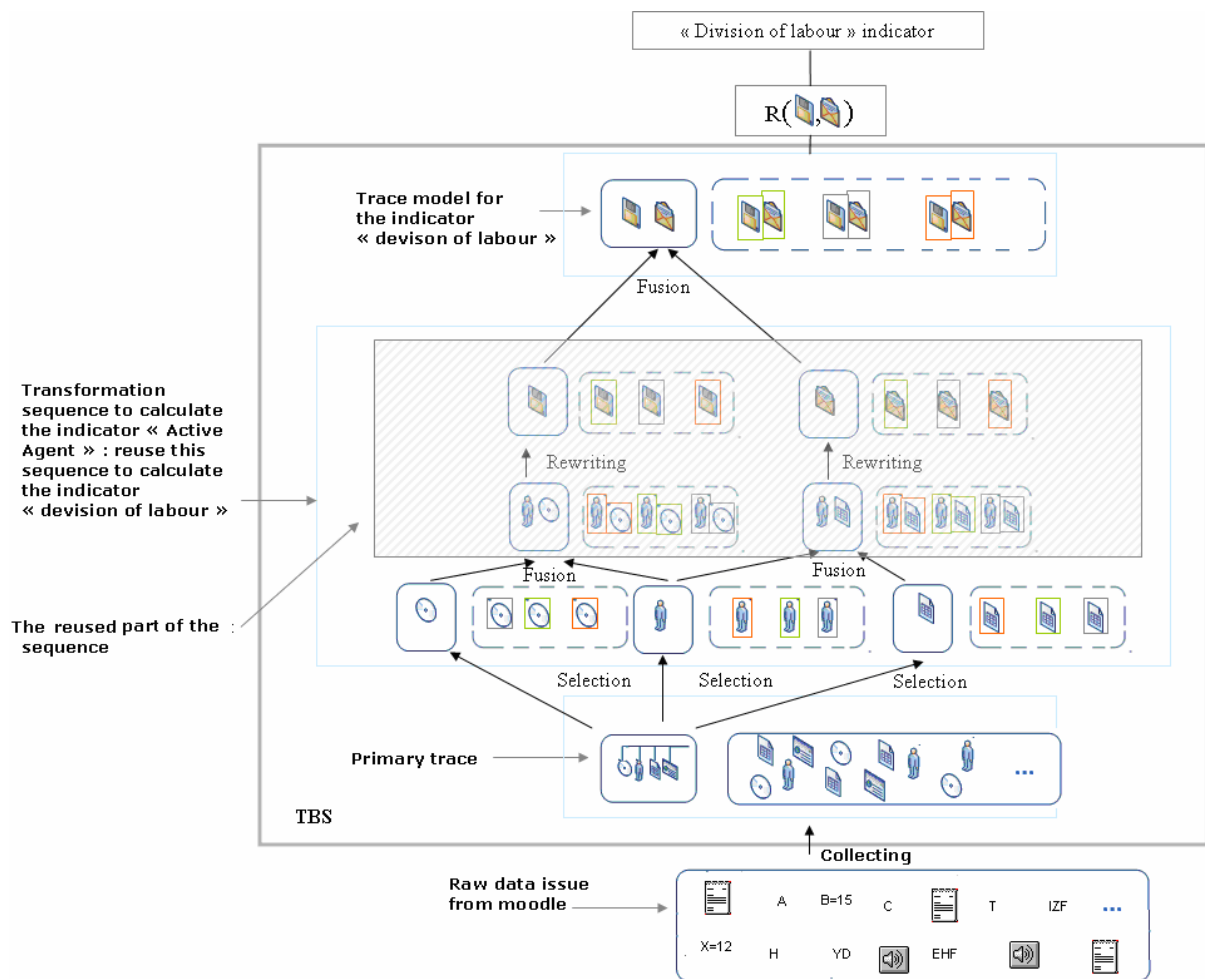 « Division of labour » indicator
R( , )
Trace model for
the indicator
« devison of labour »
Fusion
Transformation
sequence to calculate
the indicator « Active
Agent » : reuse this
sequence to calculate
the indicator
« devision of labour »
Rewriting
Rewriting
Fusion
Fusion
The reused part of the :
sequence
Selection
Selection
Selection
Primary trace
...
TBS
Collecting
Raw data issue
from moodle
A B=15 C T IZF ...
X=12 H YD EHF